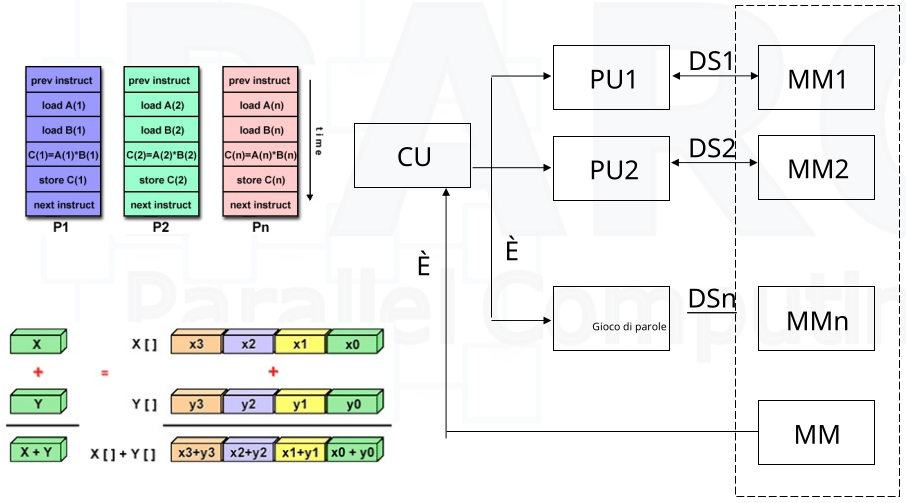 prev instruct
load A(1)
load B(1)
C(1)=A(1)*B(1)
store C(1)
next instruct
P1
prev instruct
load A(2)
load B(2)
C(2)=A(2)*B(2)
store C(2)
next instruct
P2
prev instruct
load A(n)
load B(n)
C(n)=A(n)*B(n)
store C(n)
next instruct
Pn
time
CU
PU1
DS1
MM1
PU2
DS2
MM2
È
È
Gioco di parole
DSn
MMn
MM
X
+
Y
X + Y
=
X [ ] x3 x2 x1 x0
+
Y [ ] y3 y2 y1 y0
X [ ] + Y [ ] x3+y3 x2+y2 x1+y1 x0 + y0
PARC
Parallel Computin